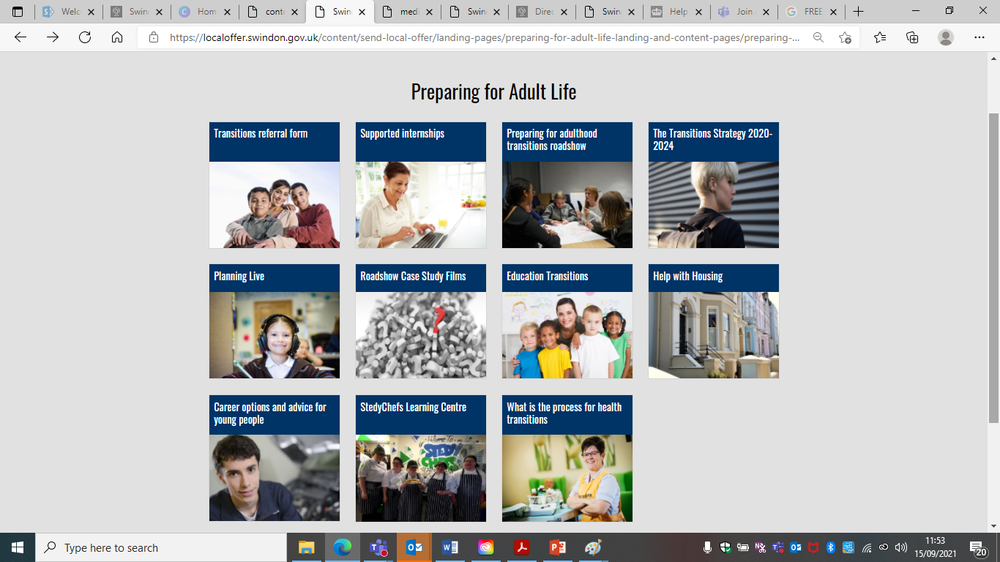 Welc
Swin
Hom
cont
Swin
medi
Swin
Direc
Swin
Help
Join
FREE
https://localoffer.swindon.gov.uk/content/send-local-offer/landing-pages/preparing-for-adult-life-landing-and-content-pages/preparing-...
Preparing for Adult Life
Transitions referral form
Supported internships
Preparing for adulthood
transitions roadshow
The Transitions Strategy 2020-
2024
Planning Live
Roadshow Case Study Films
Education Transitions
Help with Housing
Career options and advice for
young people
StedyChefs Learning Centre
What is the process for health
transitions
STEDY
CHEFS
Type here to search
11:53
15/09/2021
20